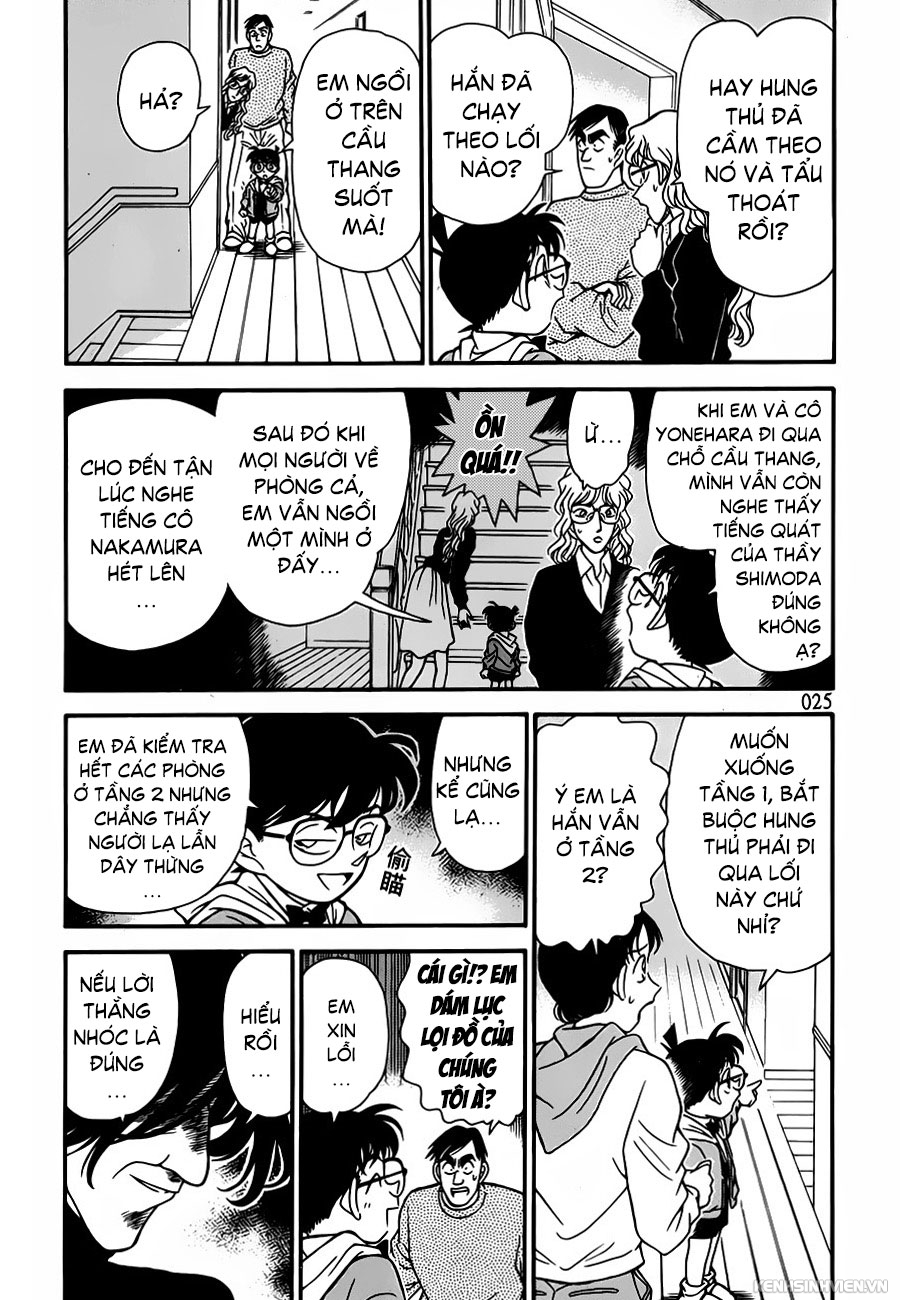 HAY HUNG
THỦ ĐÃ
CẦM THEO
NÓ VÀ TẨU
THOÁT
RỒI?
HẮN ĐÃ
CHẠY
THEO LỐI
NÀO?
EM NGỒI
Ở TRÊN
CẦU
THANG
SUỐT
MÀ!
HẢ?
KHI EM VÀ CÔ
YONEHARA ĐI QUA
CHỖ CẦU THANG,
MÌNH VẪN CÒN
NGHE THẤY
TIẾNG QUÁT
CỦA THẦY
SHIMODA
ĐÚNG
KHÔNG
Ạ?
Ừ...
ỒN
QUÁ!!
SAU ĐÓ KHI
MỌI NGƯỜI VỀ
PHÒNG CẢ,
EM VẪN NGỒI
MỘT MÌNH Ở
ĐẤY...
CHO ĐẾN TẬN
LÚC NGHE
TIẾNG CÔ
NAKAMURA
HÉT LÊN
...
025
MUỐN
XUỐNG
TẦNG 1, BẮT
BUỘC HUNG
THỦ PHẢI ĐI
QUA LỐI
NÀY CHỨ
NHỈ?
Ý EM LÀ
HẮN VẪN
Ở TẦNG
2?
NHƯNG
KỂ CŨNG
LẠ...
偷瞄
EM ĐÃ KIỂM TRA
HẾT CÁC PHÒNG
Ở TẦNG 2 NHƯNG
CHẲNG THẤY
NGƯỜI LẠ LẪN
DÂY THỪNG
...
CÁI GÌ!? EM
DÁM LỤC
LỌI ĐỒ CỦA
CHÚNG
TÔI À?
EM
XIN
LỖI
...
HIỂU
RỒI
...
NẾU LỜI
THẰNG
NHÓC LÀ
ĐÚNG
...
KENHSINHVIEN.VN